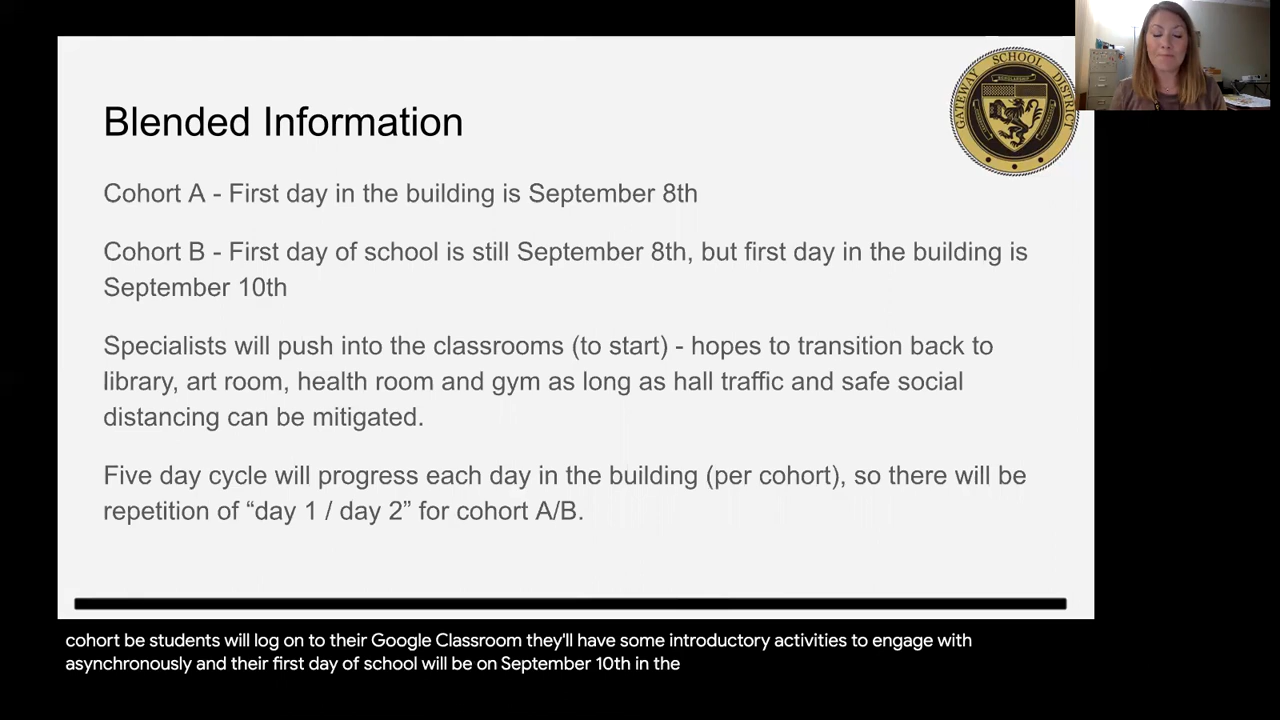 GATEWAY SCHOOL DISTRICT
Blended Information
Cohort A - First day in the building is September 8th
Cohort B - First day of school is still September 8th, but first day in the building is
September 10th
Specialists will push into the classrooms (to start) - hopes to transition back to
library, art room, health room and gym as long as hall traffic and safe social
distancing can be mitigated.
Five day cycle will progress each day in the building (per cohort), so there will be
repetition of “day 1 / day 2” for cohort A/B.
cohort be students will log on to their Google Classroom they'll have some introductory activities to engage with
asynchronously and their first day of school will be on September 10th in the